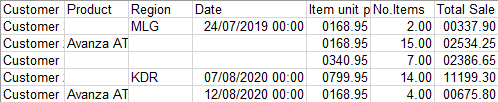 Customer Product Region Date Item unit p No.Items Total Sale
Customer MLG 24/07/2019 00:00 0168.95 2.00 00337.90
Customer Avanza AT 0168.95 15.00 02534.25
Customer 0340.95 7.00 02386.65
Customer KDR 07/08/2020 00:00 0799.95 14.00 11199.30
Customer Avanza AT 12/08/2020 00:00 0168.95 4.00 00675.80